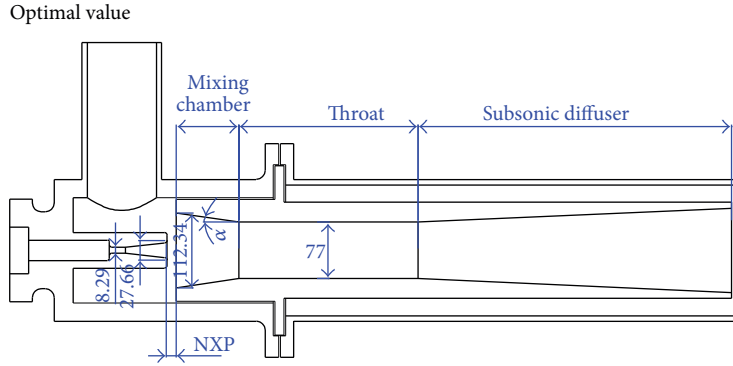 Optimal value
Mixing
chamber
Throat
Subsonic diffuser
α
112.34
77
8.29
27.66
NXP